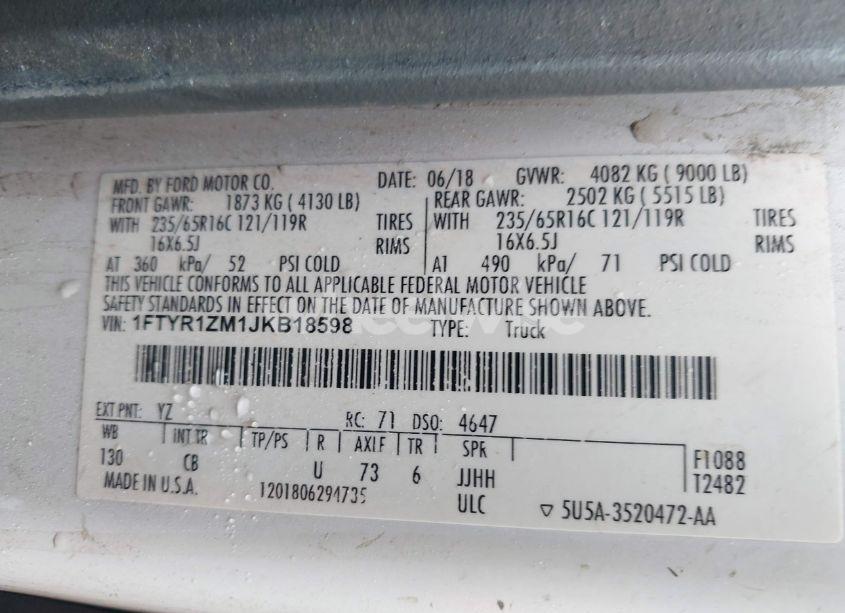 MFD. BY FORD MOTOR CO. DATE: 06/18 GVWR: 4082 KG ( 9000 LB)
FRONT GAWR: 1873 KG ( 4130 LB) REAR GAWR: 2502 KG ( 5515 LB)
WITH 235/65R16C 121/119R TIRES WITH 235/65R16C 121/119R TIRES
16X6.5J RIMS 16X6.5J RIMS
AT 360 kPa/ 52 PSI COLD AT 490 kPa/ 71 PSI COLD
THIS VEHICLE CONFORMS TO ALL APPLICABLE FEDERAL MOTOR VEHICLE
SAFETY STANDARDS IN EFFECT ON THE DATE OF MANUFACTURE SHOWN ABOVE.
VIN: 1FTYR1ZM1JKB18598 TYPE: Truck
EXT PNT: YZ RC: 71 DSO: 4647
WB INT TR TP/PS R AXLE TR SPR F1088
130 CB U 73 6 JJHH T2482
MADE IN U.S.A. 1201806294735 ULC ▽ 5U5A-3520472-AA